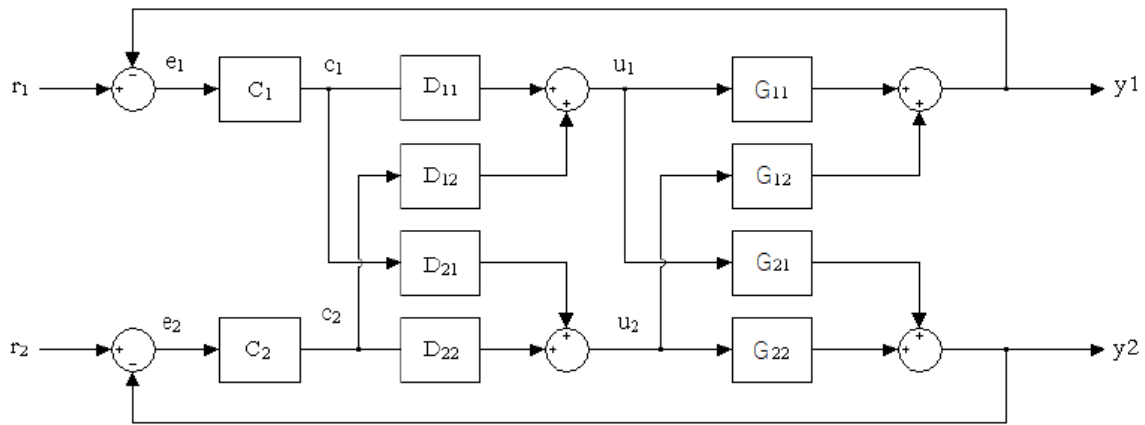 r₁ + − e₁ C₁ c₁ D₁₁ + + u₁ G₁₁ + + y1
D₁₂ G₁₂
D₂₁ G₂₁
r₂ + − e₂ C₂ c₂ D₂₂ + + u₂ G₂₂ + + y2